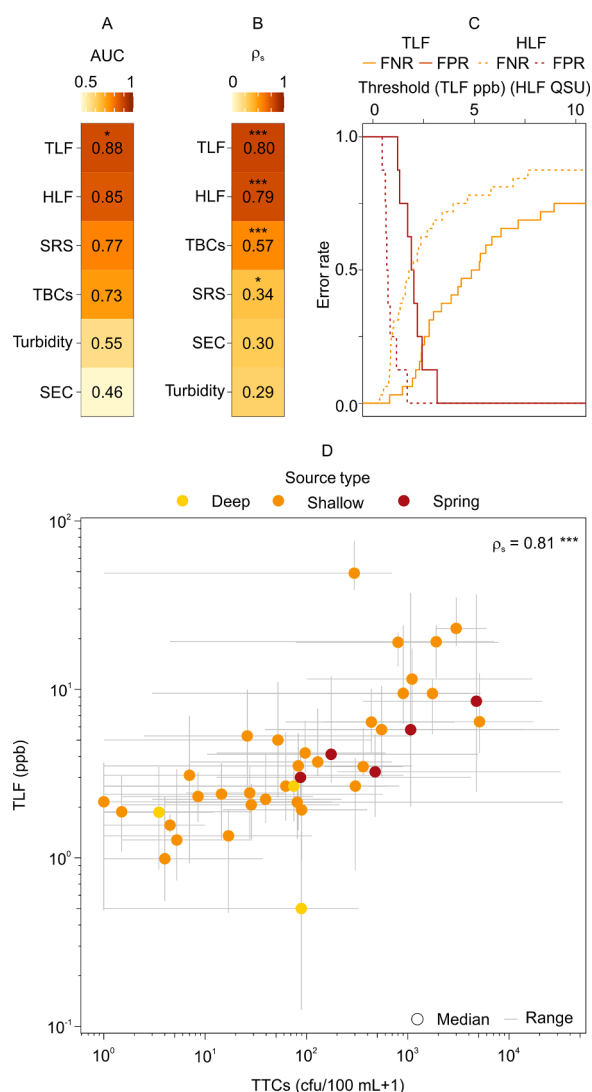 A
AUC
0.5 1
TLF * 0.88
HLF 0.85
SRS 0.77
TBCs 0.73
Turbidity 0.55
SEC 0.46
B
ρs
0 1
TLF *** 0.80
HLF *** 0.79
TBCs *** 0.57
SRS * 0.34
SEC 0.30
Turbidity 0.29
C
TLF HLF
FNR FPR FNR FPR
Threshold (TLF ppb) (HLF QSU)
0 5 10
1.0
0.5
0.0
Error rate
D
Source type
Deep Shallow Spring
ρs = 0.81 ***
10²
10¹
10⁰
10⁻¹
TLF (ppb)
Median Range
10⁰ 10¹ 10² 10³ 10⁴
TTCs (cfu/100 mL+1)